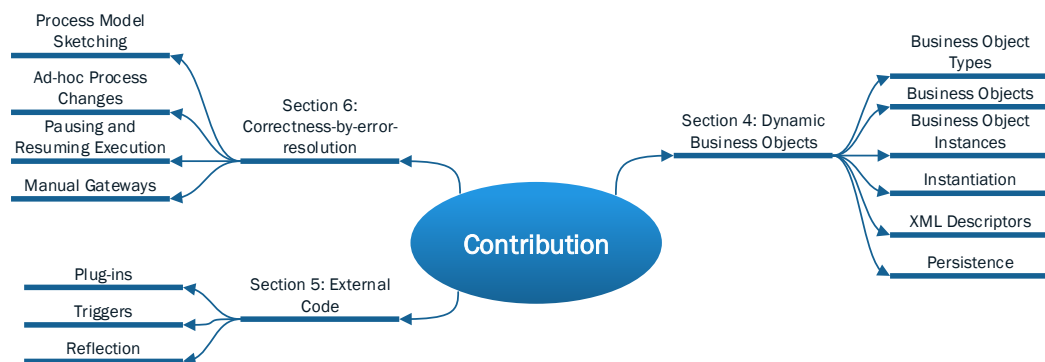 Process Model
Sketching
Ad-hoc Process
Changes
Pausing and
Resuming Execution
Manual Gateways
Section 6:
Correctness-by-error-
resolution
Plug-ins
Triggers
Reflection
Section 5: External
Code
Contribution
Section 4: Dynamic
Business Objects
Business Object
Types
Business Objects
Business Object
Instances
Instantiation
XML Descriptors
Persistence